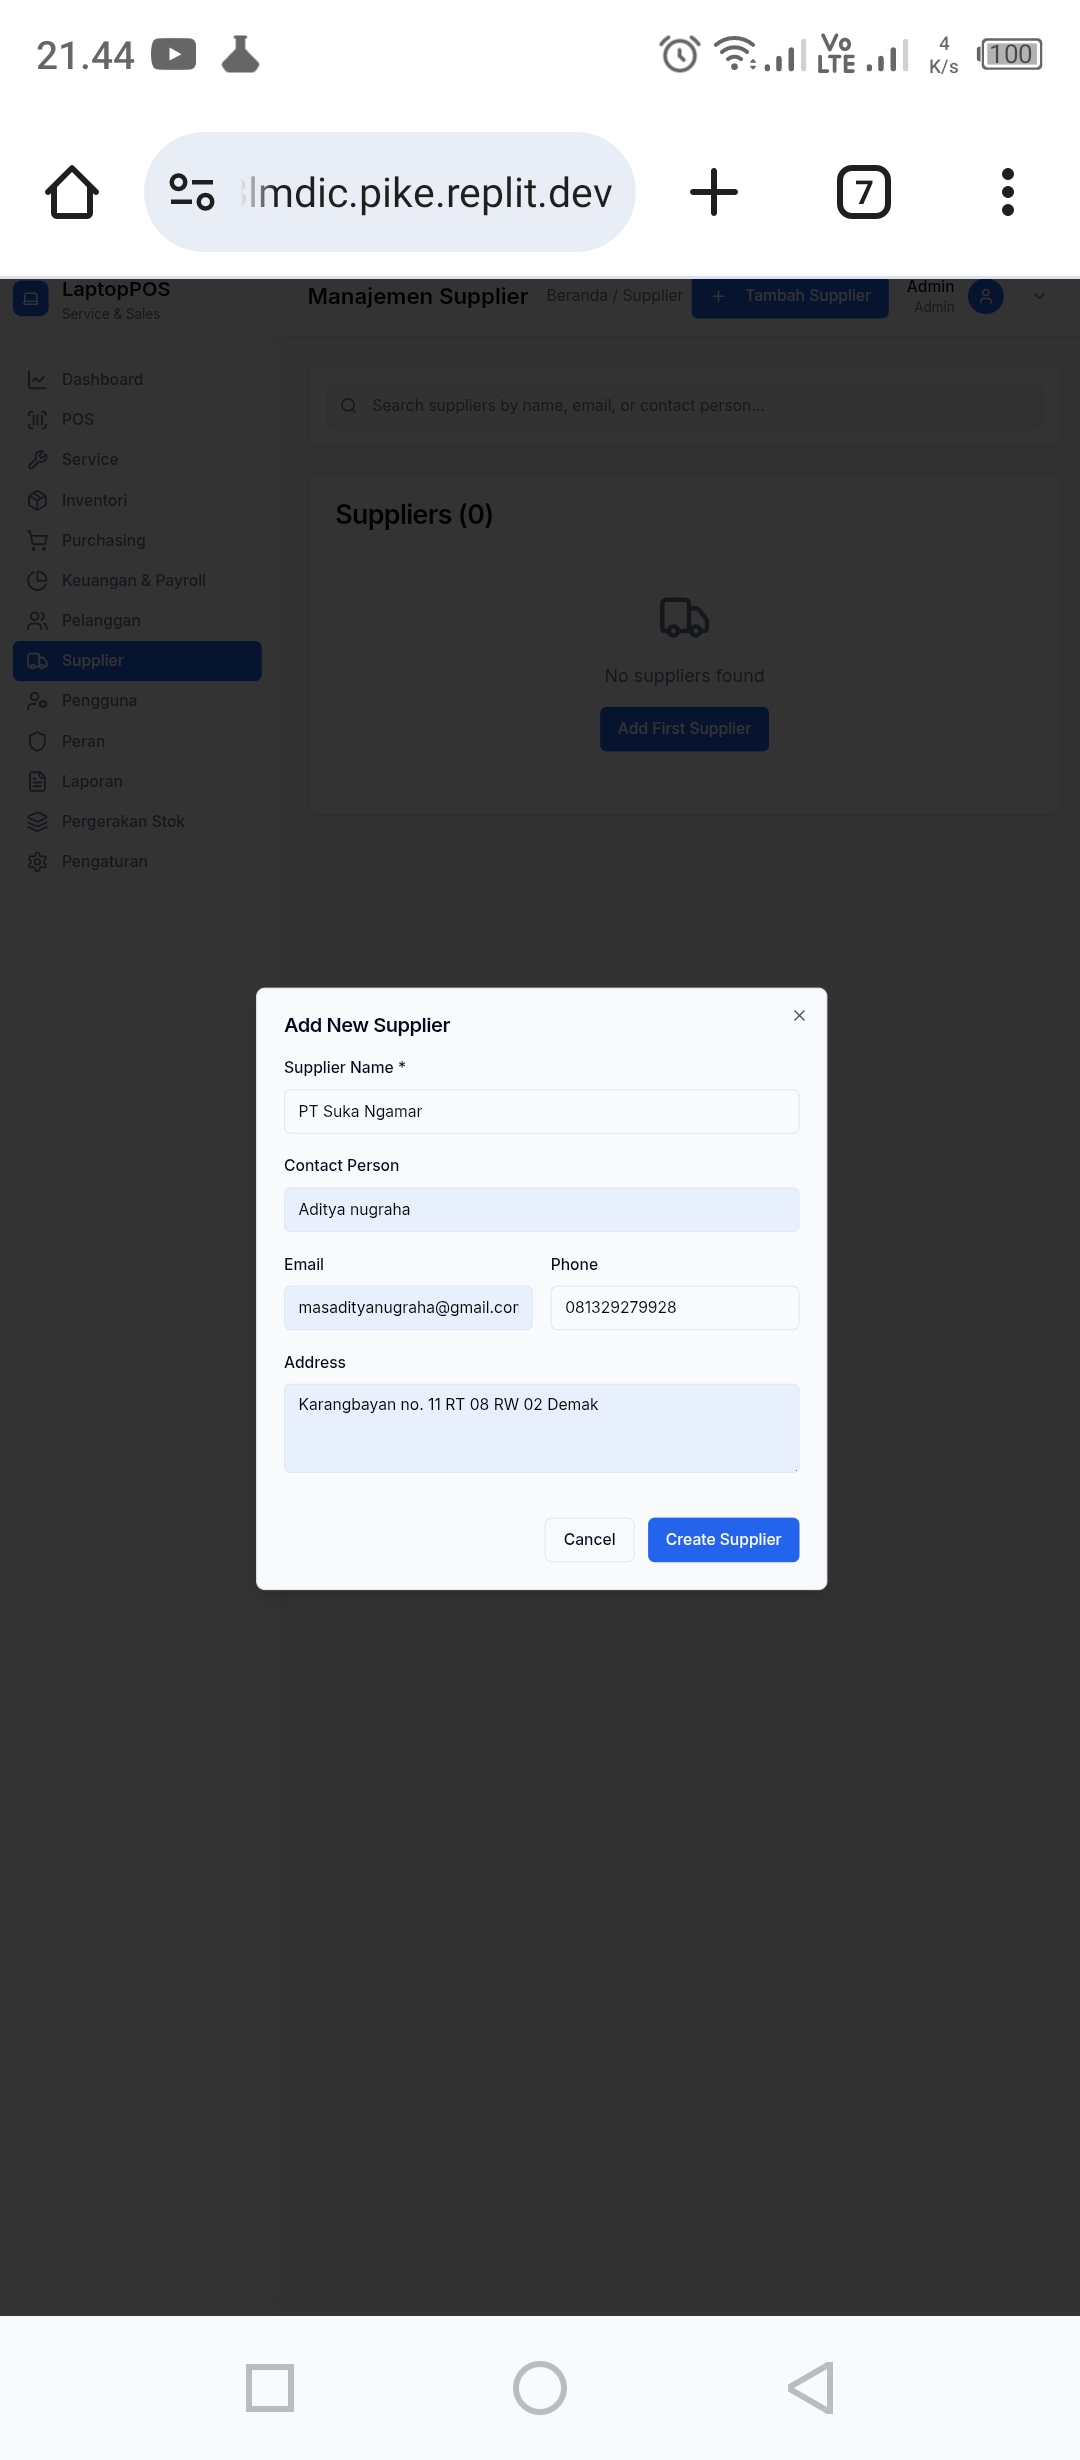 21.44
Vo
LTE
4
K/s
100
lmdic.pike.replit.dev
7
LaptopPOS
Service & Sales
Manajemen Supplier
Beranda / Supplier
Tambah Supplier
Admin
Admin
Dashboard
POS
Service
Inventori
Purchasing
Keuangan & Payroll
Pelanggan
Supplier
Pengguna
Peran
Laporan
Pergerakan Stok
Pengaturan
Search suppliers by name, email, or contact person...
Suppliers (0)
No suppliers found
Add First Supplier
Add New Supplier
Supplier Name *
PT Suka Ngamar
Contact Person
Aditya nugraha
Email
Phone
masadityanugraha@gmail.com
081329279928
Address
Karangbayan no. 11 RT 08 RW 02 Demak
Cancel
Create Supplier